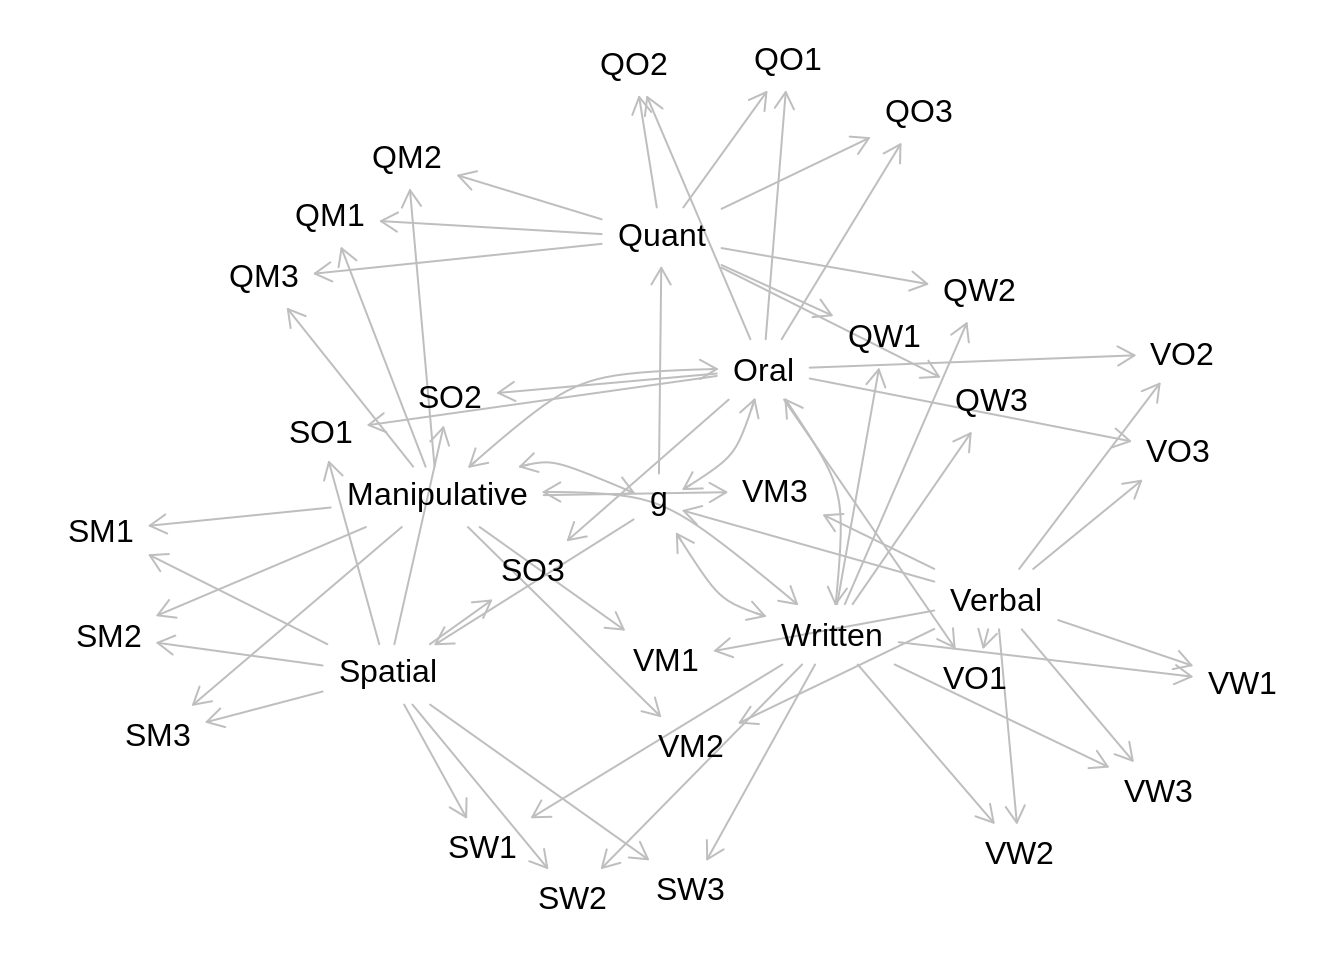 QO1
QO2
QO3
QM2
QM1
Quant
QM3
QW2
QW1
VO2
Oral
SO2
QW3
SO1
VO3
VM3
Manipulative
g
SM1
SO3
Verbal
Written
SM2
VM1
Spatial
VO1
VW1
SM3
VM2
VW3
SW1
VW2
SW3
SW2